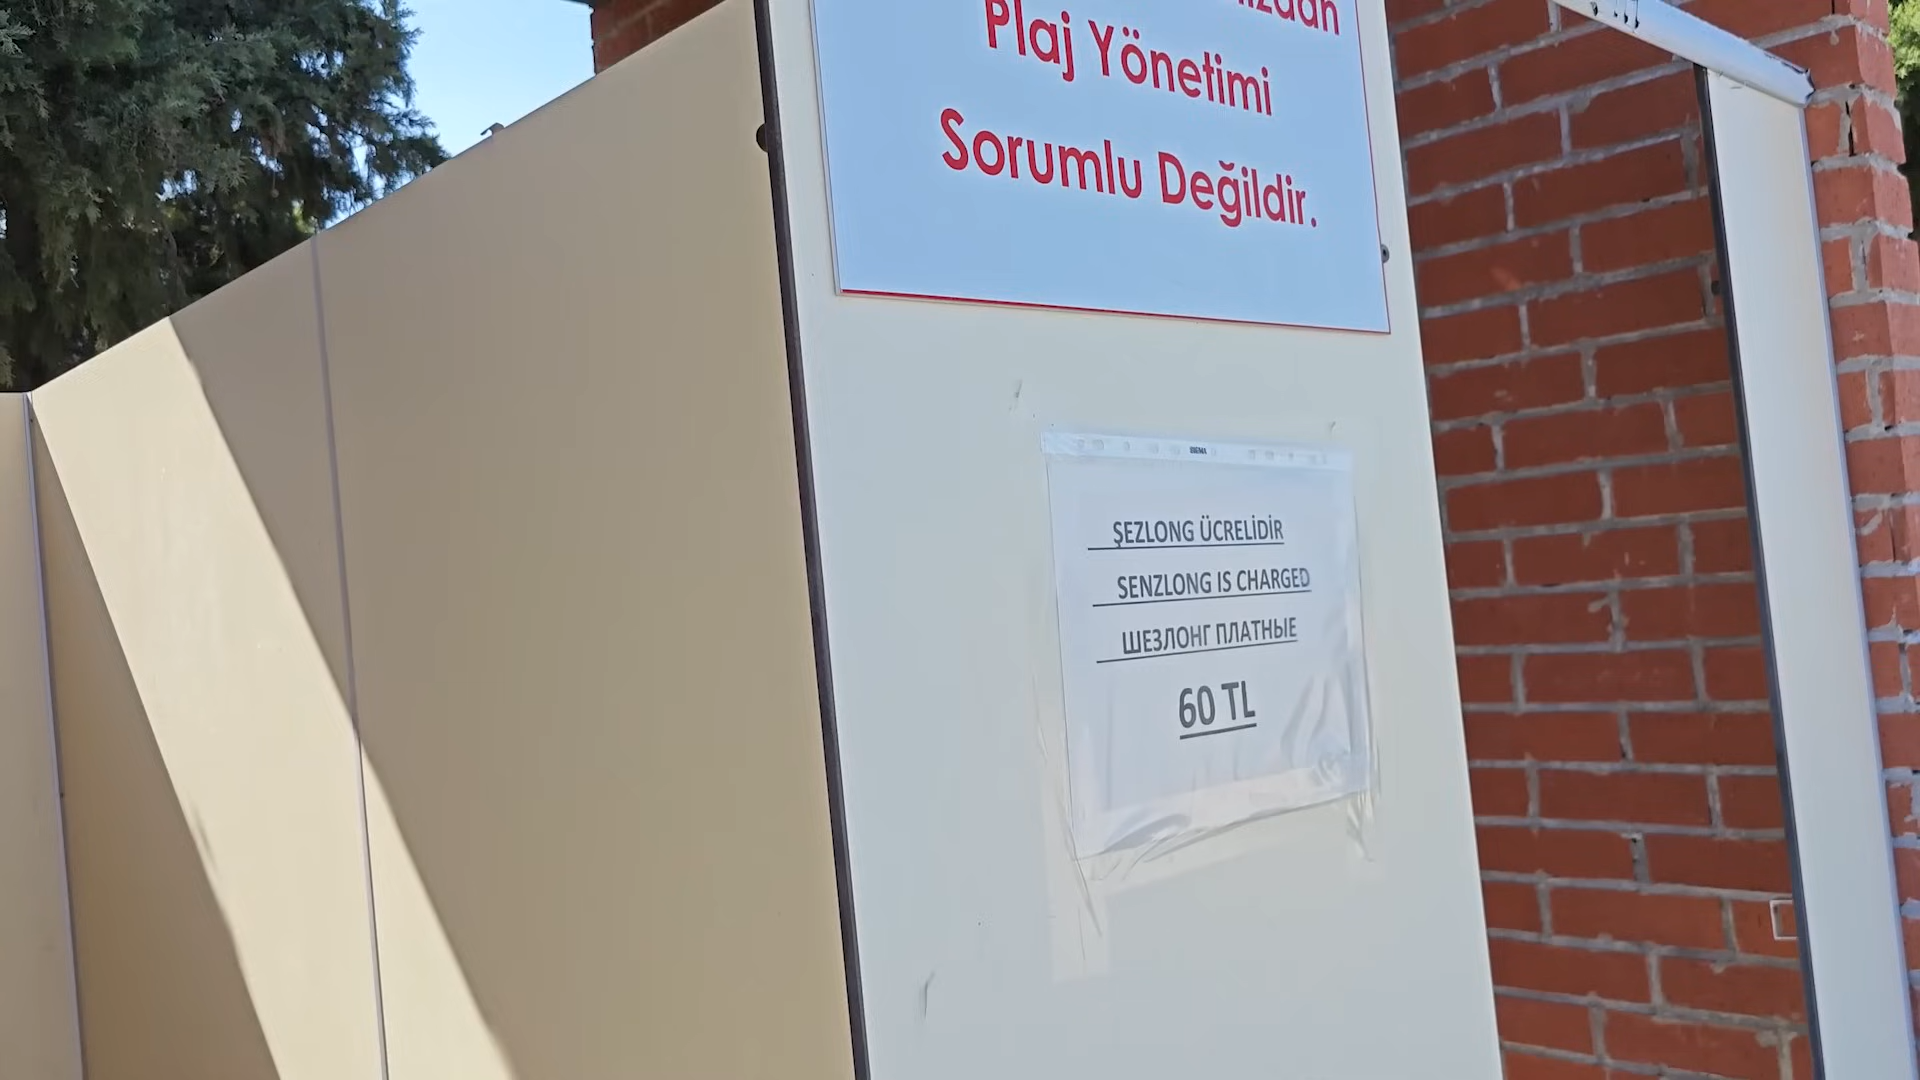 Plaj Yönetimi
Sorumlu Değildir.
ŞEZLONG ÜCRELİDİR
SENZLONG IS CHARGED
ШЕЗЛОНГ ПЛАТНЫЕ
60 TL